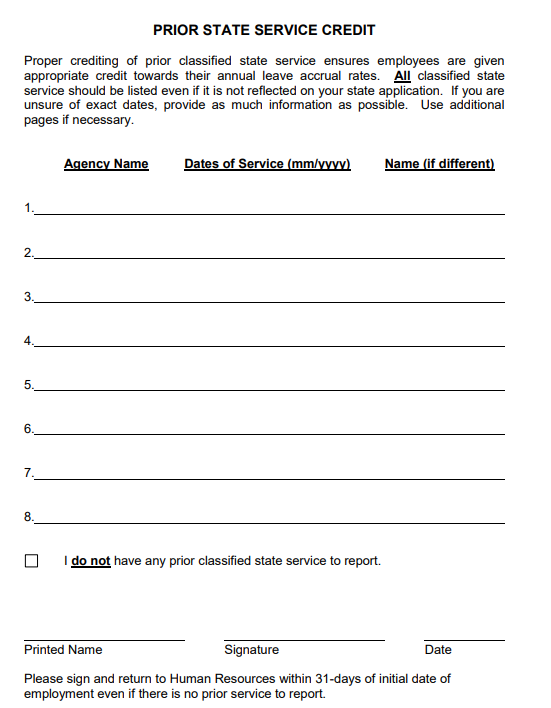 PRIOR STATE SERVICE CREDIT
Proper crediting of prior classified state service ensures employees are given
appropriate credit towards their annual leave accrual rates. All classified state
service should be listed even if it is not reflected on your state application. If you are
unsure of exact dates, provide as much information as possible. Use additional
pages if necessary.
Agency Name Dates of Service (mm/yyyy) Name (if different)
1.
2.
3.
4.
5.
6.
7.
8.
I do not have any prior classified state service to report.
Printed Name Signature Date
Please sign and return to Human Resources within 31-days of initial date of
employment even if there is no prior service to report.